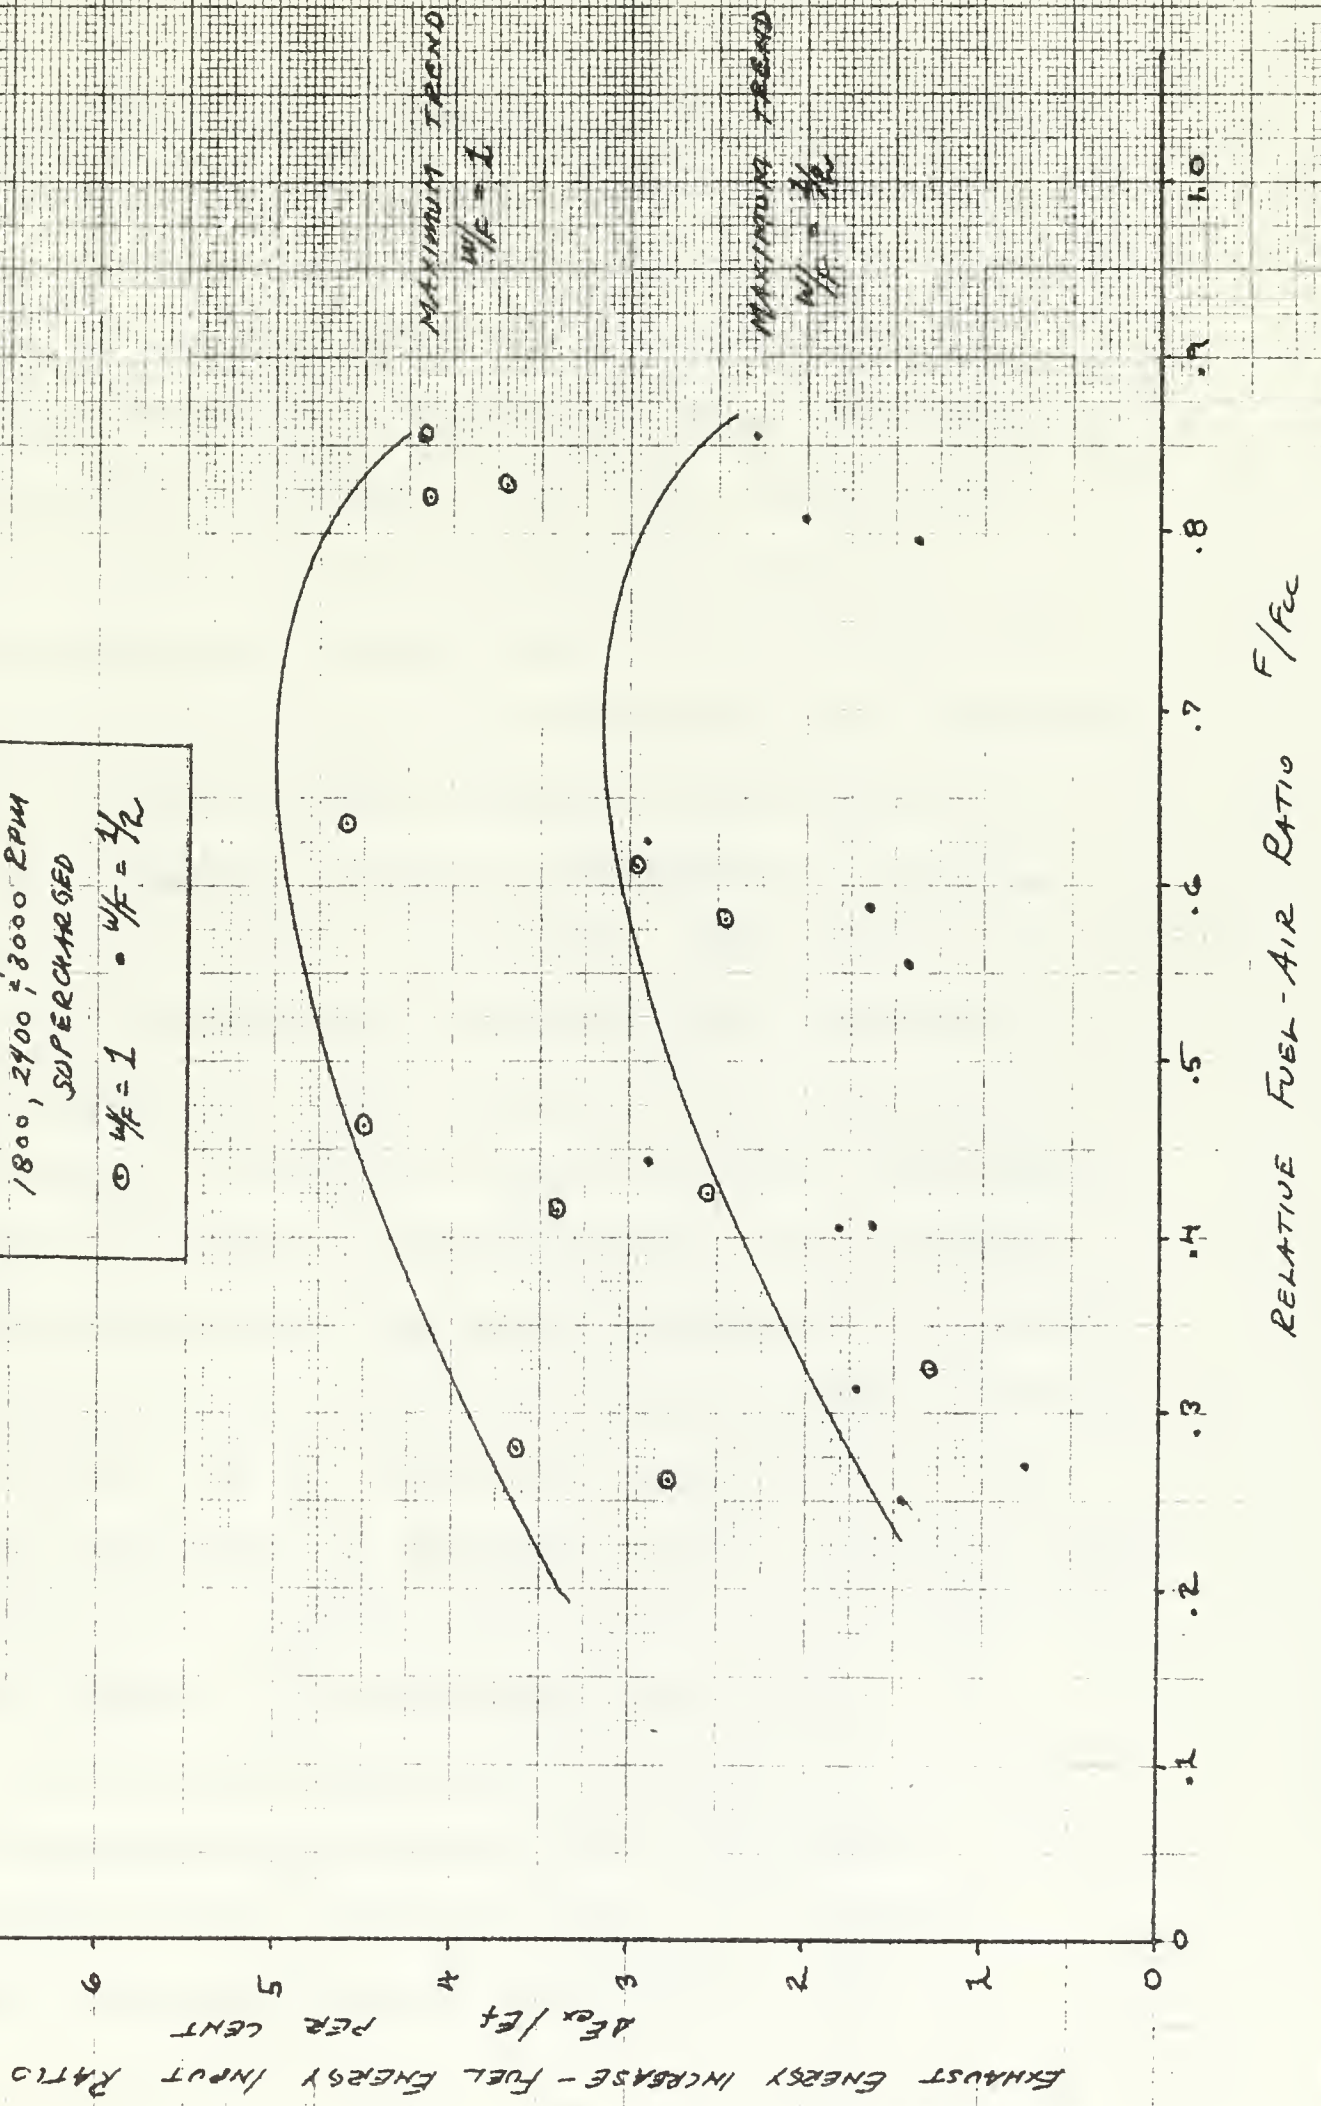 1800, 2400, & 3000 RPM
SUPERCHARGED
⊙ W/F = 1 • W/F = 1/2
MAXIMUM TREND
W/F = 1
MAXIMUM TREND
W/F = 1/2
EXHAUST ENERGY INCREASE - FUEL ENERGY INPUT RATIO
ΔEex/Ef PER CENT
6
5
4
3
2
1
0
0 .1 .2 .3 .4 .5 .6 .7 .8 .9 1.0
RELATIVE FUEL-AIR RATIO F/Fcc